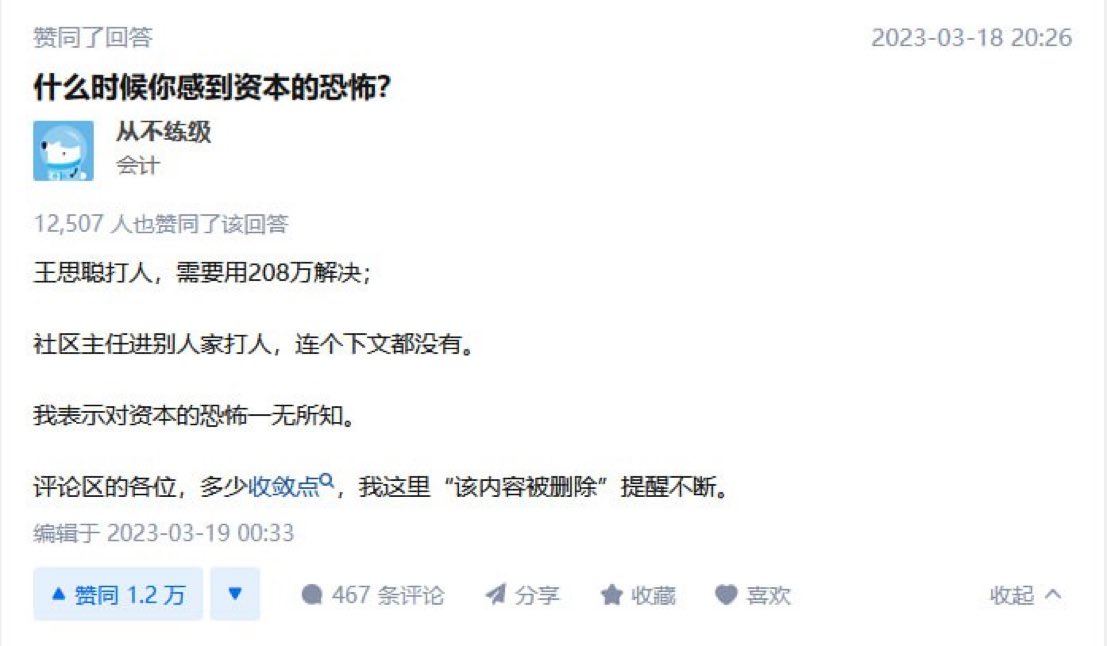 赞同了回答 2023-03-18 20:26
什么时候你感到资本的恐怖?
从不练级
会计
12,507 人也赞同了该回答
王思聪打人，需要用208万解决；
社区主任进别人家打人，连个下文都没有。
我表示对资本的恐怖一无所知。
评论区的各位，多少收敛点，我这里“该内容被删除”提醒不断。
编辑于 2023-03-19 00:33
赞同 1.2 万 467 条评论 分享 收藏 喜欢 收起